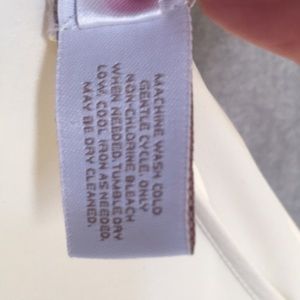 MACHINE WASH COLD
GENTLE CYCLE. ONLY
NON-CHLORINE BLEACH
WHEN NEEDED. TUMBLE DRY
LOW. COOL IRON AS NEEDED.
MAY BE DRY CLEANED.